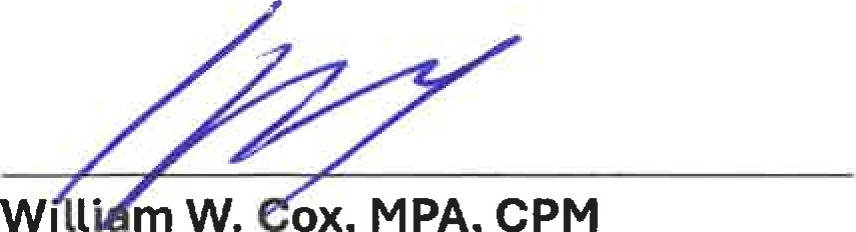 William W. Cox, MPA, CPM